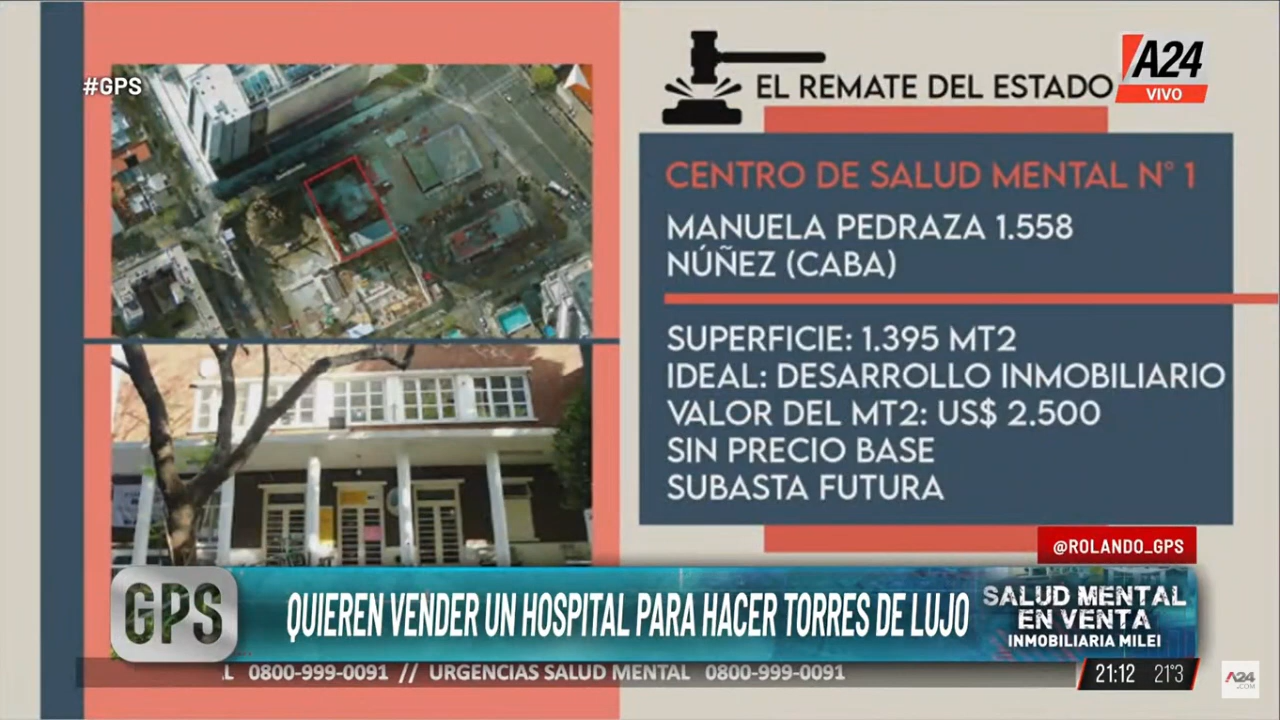 #GPS
EL REMATE DEL ESTADO
A24
VIVO
CENTRO DE SALUD MENTAL N° 1
MANUELA PEDRAZA 1.558
NÚÑEZ (CABA)
SUPERFICIE: 1.395 MT2
IDEAL: DESARROLLO INMOBILIARIO
VALOR DEL MT2: US$ 2.500
SIN PRECIO BASE
SUBASTA FUTURA
@ROLANDO_GPS
GPS
QUIEREN VENDER UN HOSPITAL PARA HACER TORRES DE LUJO
SALUD MENTAL
EN VENTA
INMOBILIARIA MILEI
L 0800-999-0091 // URGENCIAS SALUD MENTAL 0800-999-0091
21:12 21°3
A24
.COM